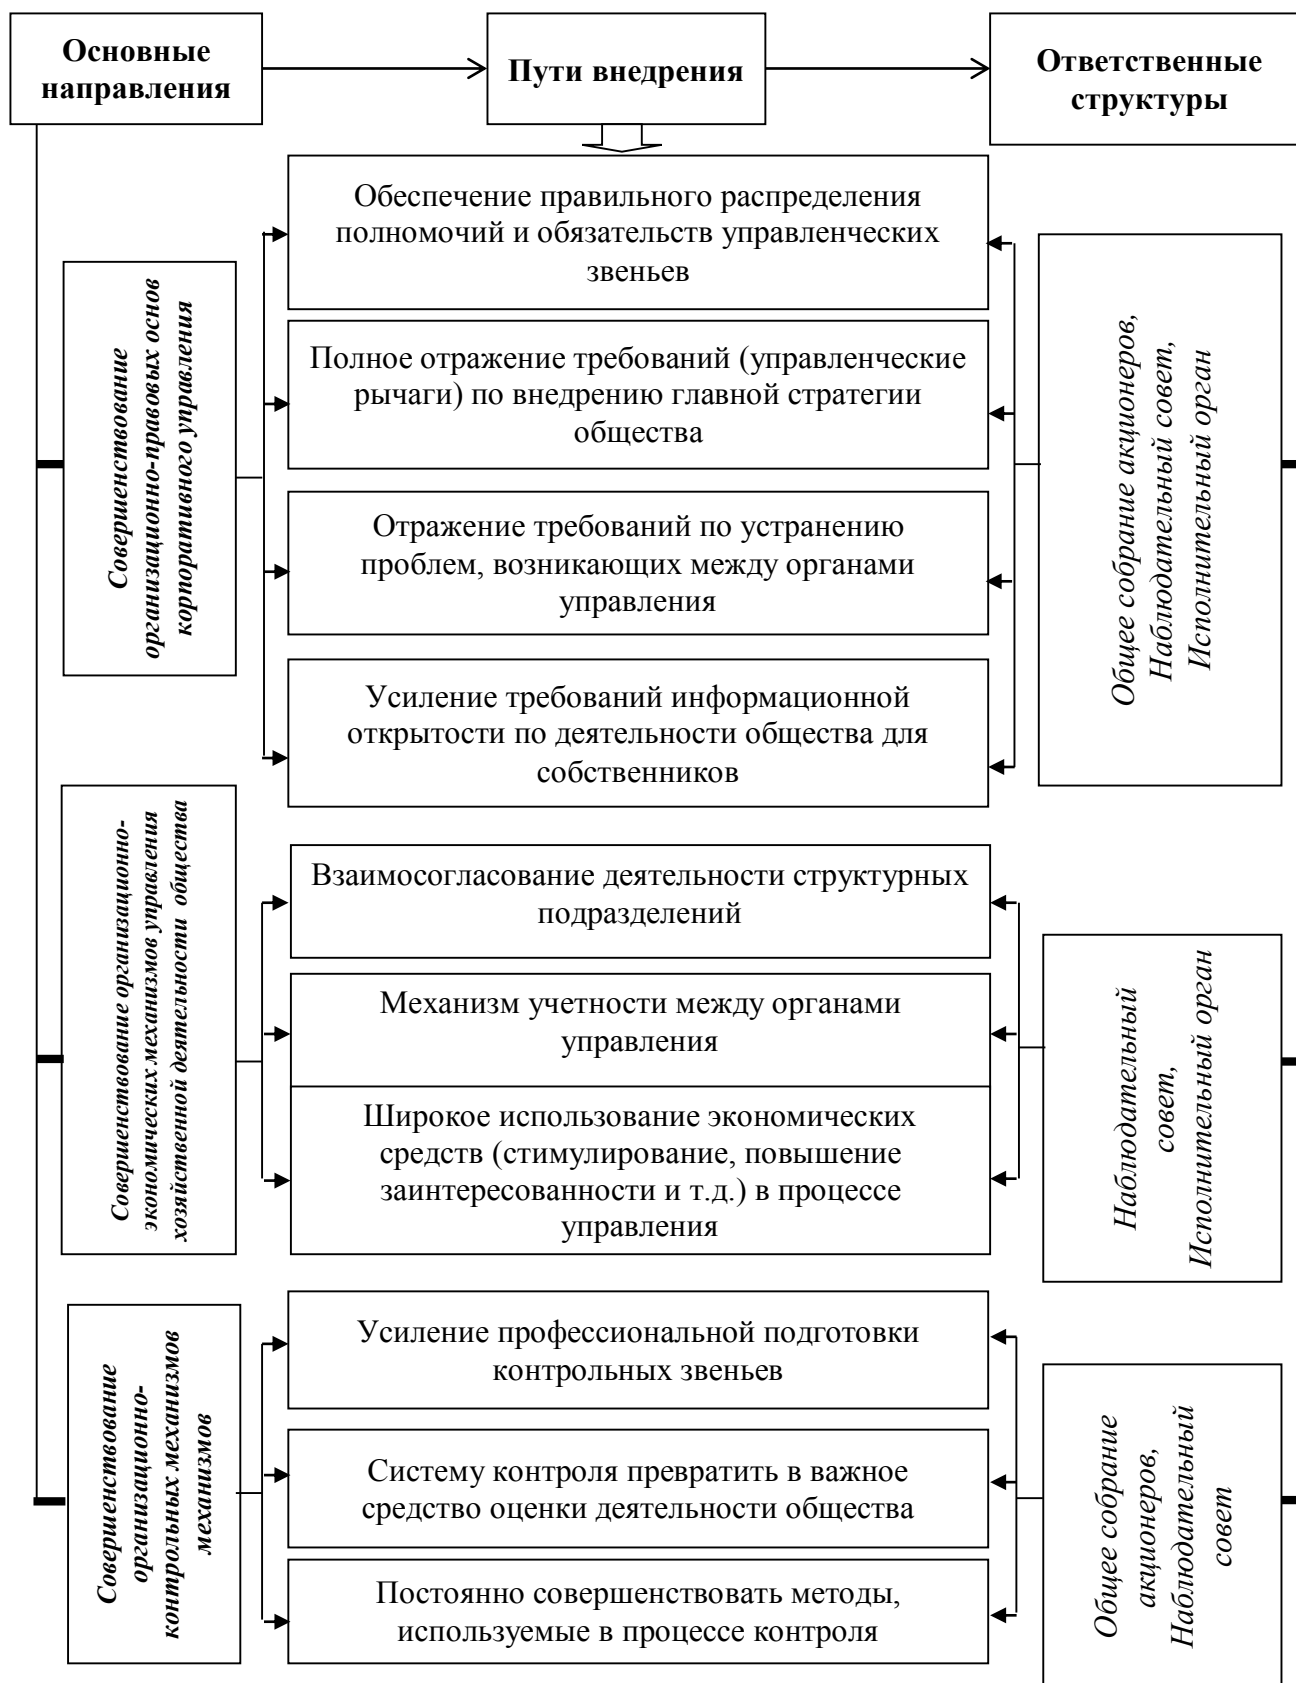 Основные
направления
Пути внедрения
Ответственные
структуры
Совершенствование
организационно-правовых основ
корпоративного управления
Обеспечение правильного распределения
полномочий и обязательств управленческих
звеньев
Полное отражение требований (управленческие
рычаги) по внедрению главной стратегии
общества
Отражение требований по устранению
проблем, возникающих между органами
управления
Усиление требований информационной
открытости по деятельности общества для
собственников
Общее собрание акционеров,
Наблюдательный совет,
Исполнительный орган
Совершенствование организационно-
экономических механизмов управления
хозяйственной деятельности общества
Взаимосогласование деятельности структурных
подразделений
Механизм учетности между органами
управления
Широкое использование экономических
средств (стимулирование, повышение
заинтересованности и т.д.) в процессе
управления
Наблюдательный
совет,
Исполнительный орган
Совершенствование
организационно-
контрольных механизмов
механизмов
Усиление профессиональной подготовки
контрольных звеньев
Систему контроля превратить в важное
средство оценки деятельности общества
Постоянно совершенствовать методы,
используемые в процессе контроля
Общее собрание
акционеров,
Наблюдательный
совет